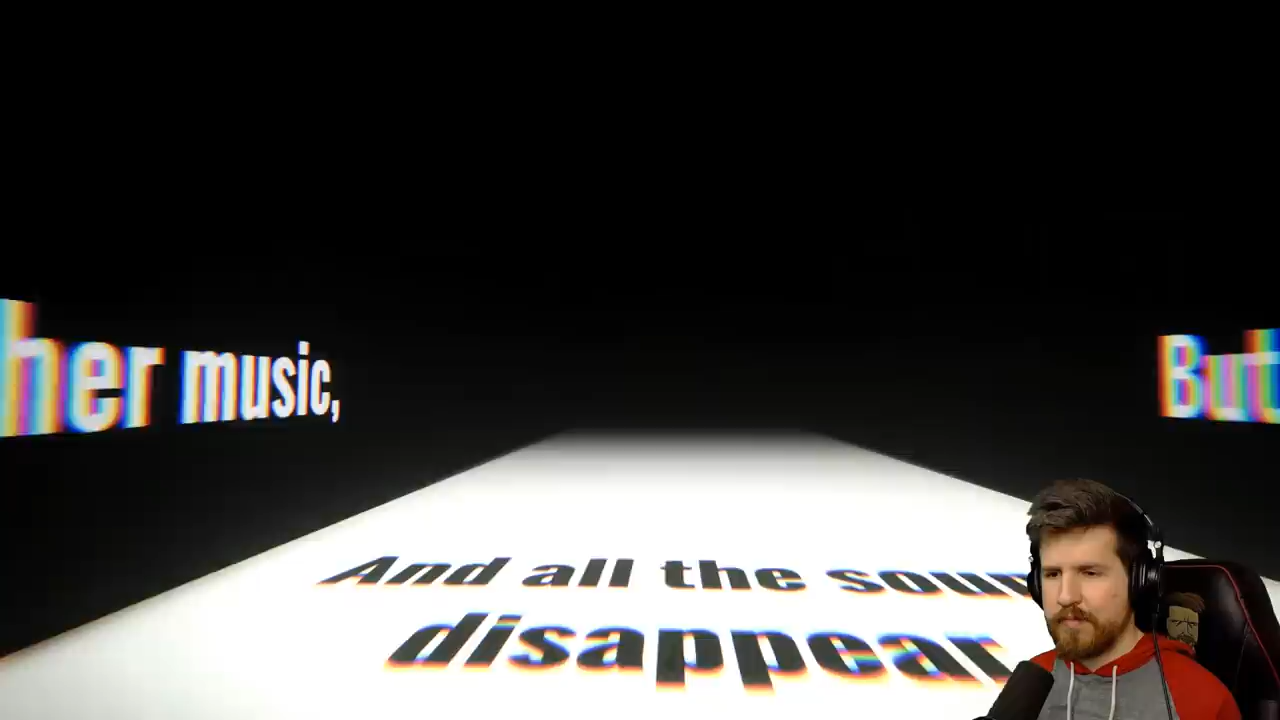 her music,
But
And all the
disappear